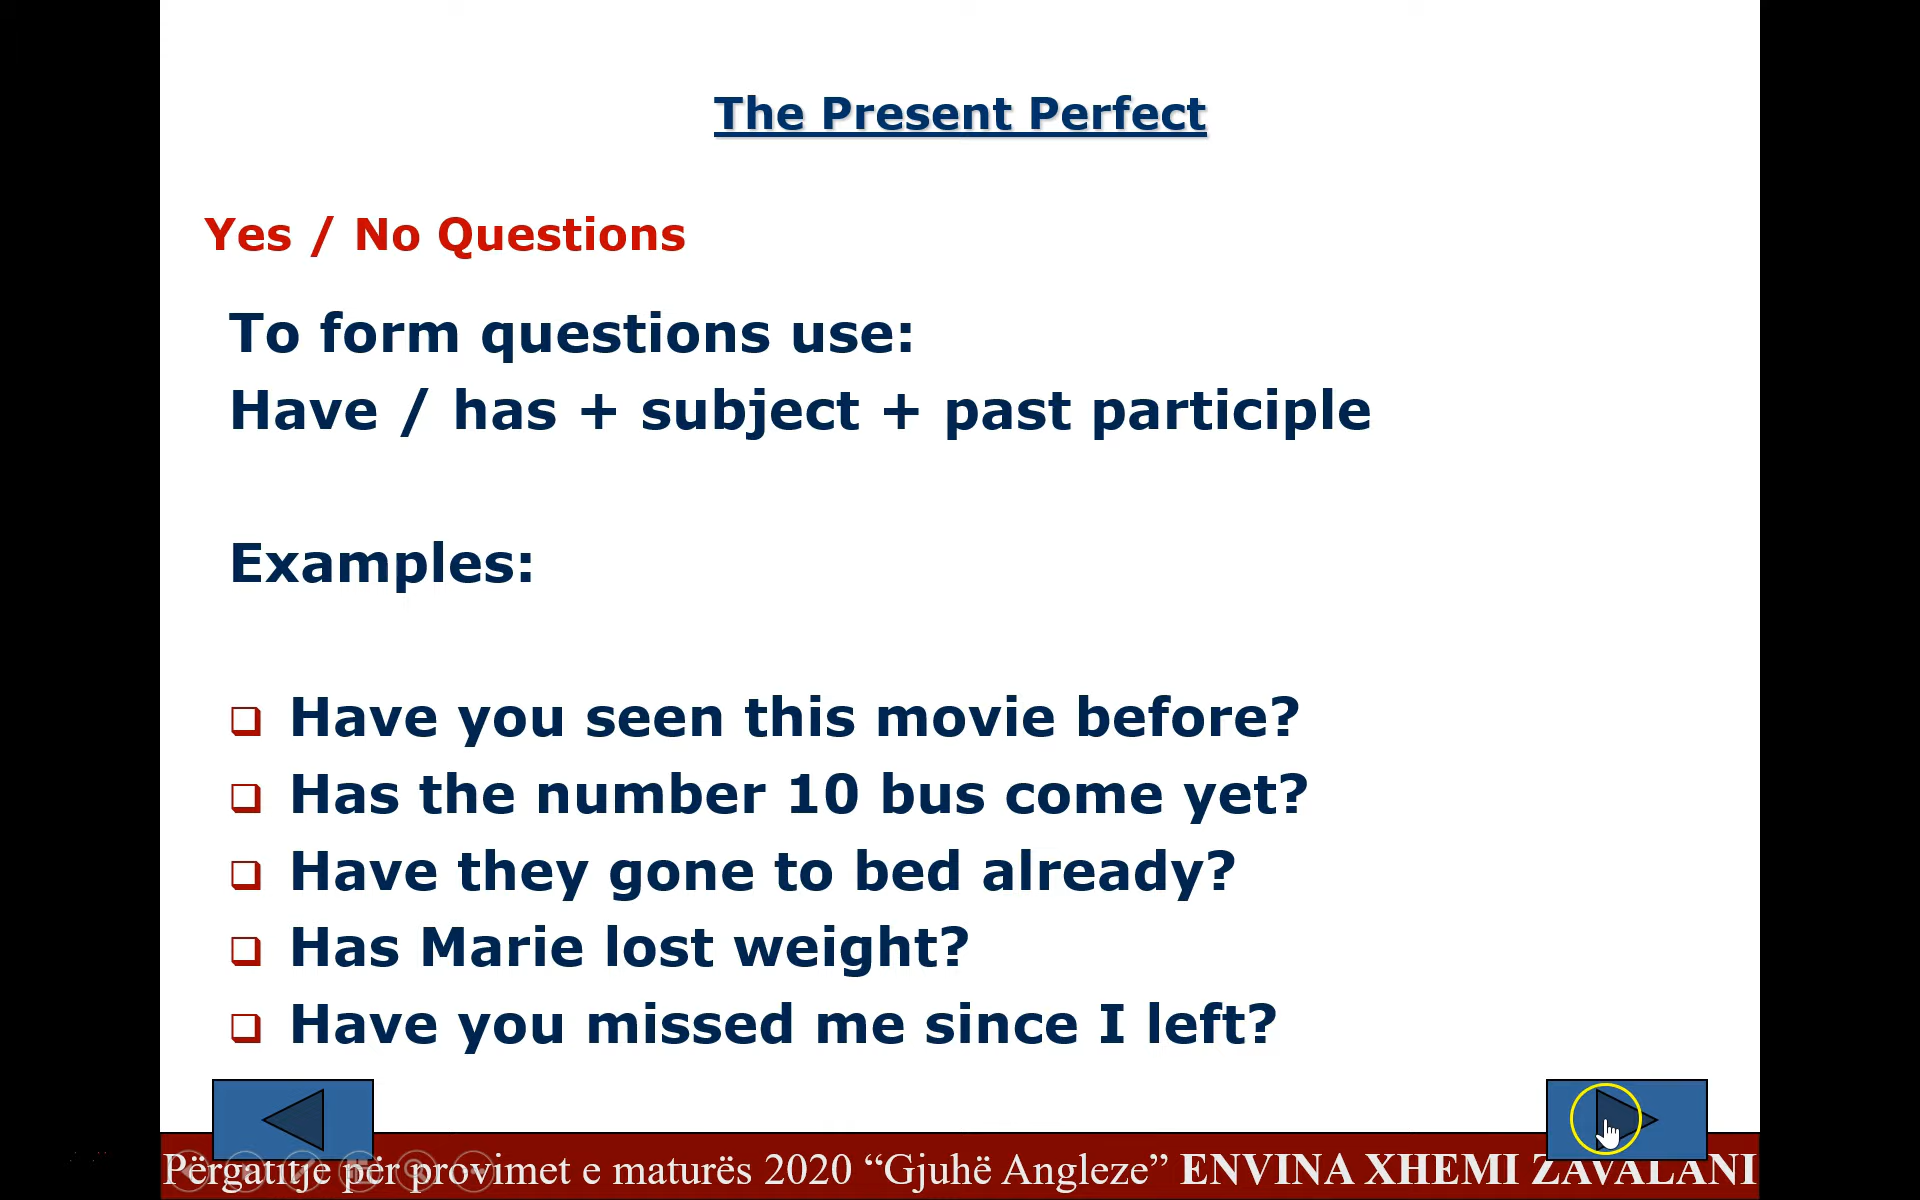 The Present Perfect
Yes / No Questions
To form questions use:
Have / has + subject + past participle
Examples:
Have you seen this movie before?
Has the number 10 bus come yet?
Have they gone to bed already?
Has Marie lost weight?
Have you missed me since I left?
Përgatitje për provimet e maturës 2020 “Gjuhë Angleze” ENVINA XHEMI ZAVALANI